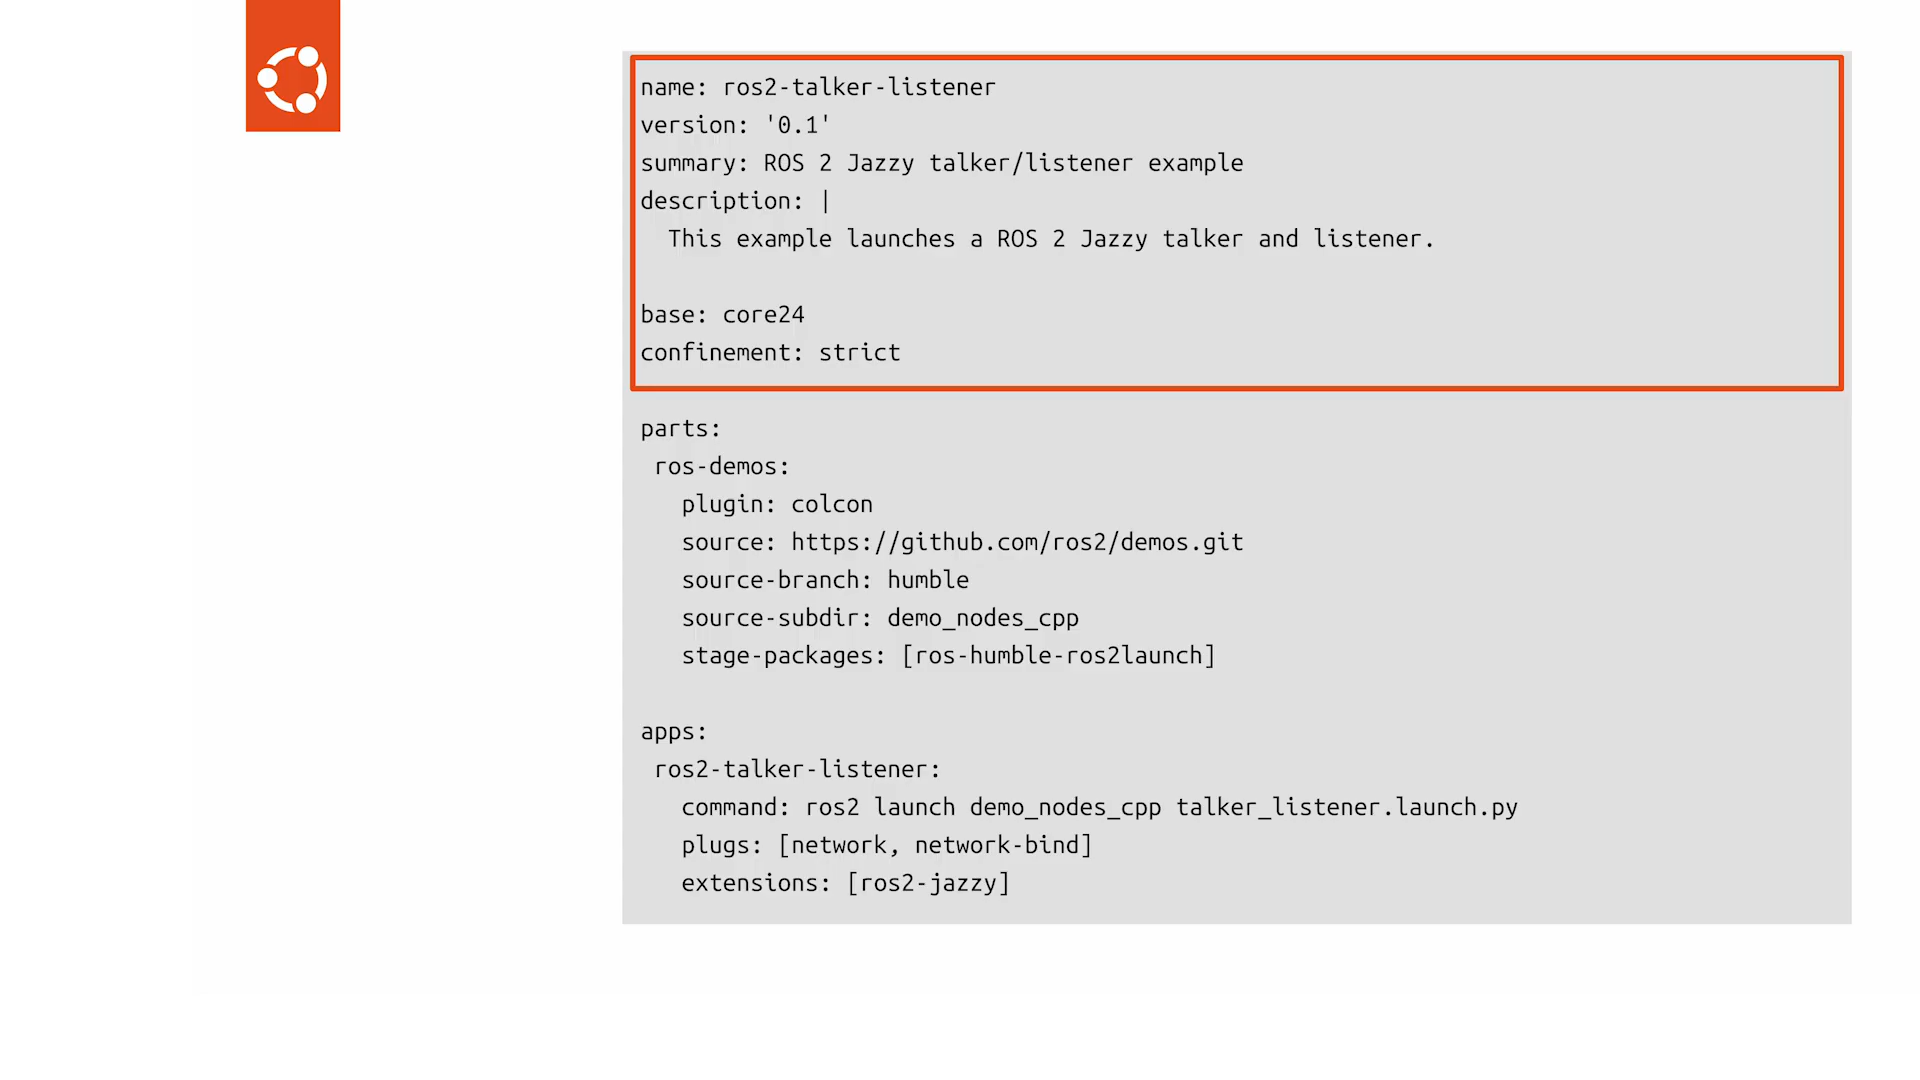 name: ros2-talker-listener
version: '0.1'
summary: ROS 2 Jazzy talker/listener example
description: |
  This example launches a ROS 2 Jazzy talker and listener.
base: core24
confinement: strict
parts:
 ros-demos:
   plugin: colcon
   source: https://github.com/ros2/demos.git
   source-branch: humble
   source-subdir: demo_nodes_cpp
   stage-packages: [ros-humble-ros2launch]
apps:
 ros2-talker-listener:
   command: ros2 launch demo_nodes_cpp talker_listener.launch.py
   plugs: [network, network-bind]
   extensions: [ros2-jazzy]